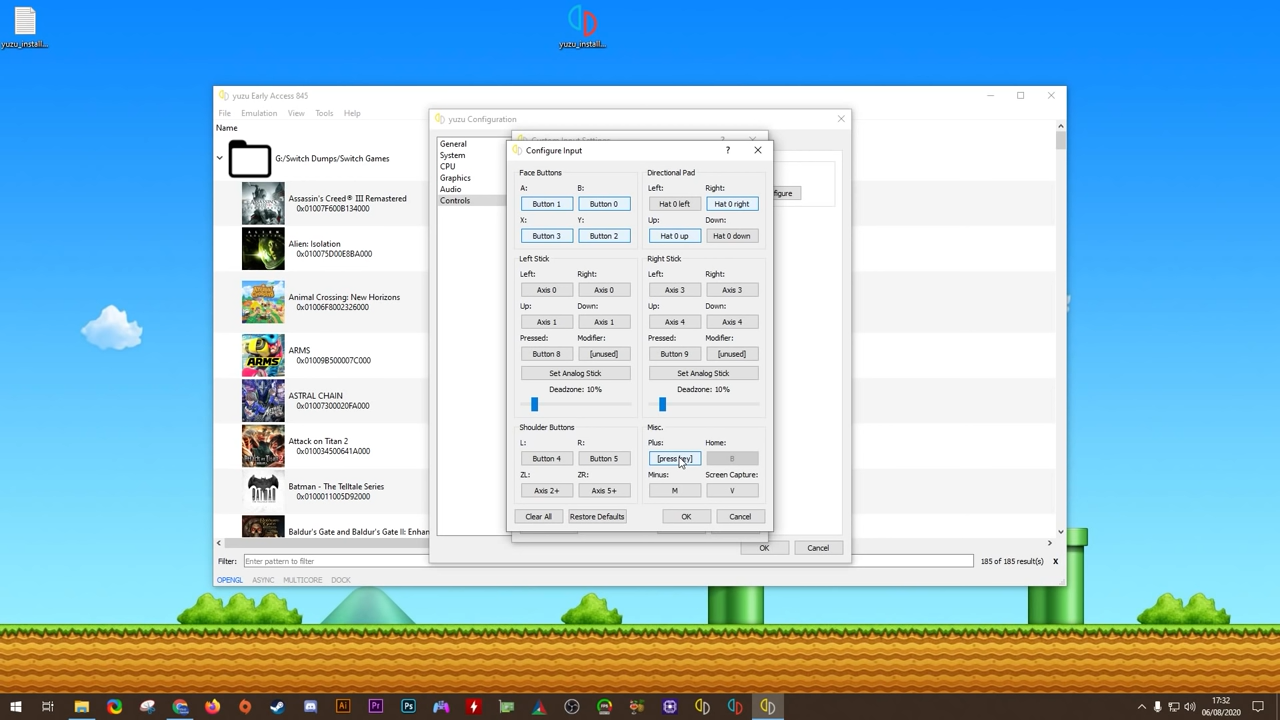 yuzu_install...
yuzu_install...
yuzu Early Access 845
File Emulation View Tools Help
Name
G:/Switch Dumps/Switch Games
Assassin's Creed® III Remastered
0x01007F600B134000
Alien: Isolation
0x010075D00E8BA000
Animal Crossing: New Horizons
0x01006F8002326000
ARMS
0x01009B500007C000
ASTRAL CHAIN
0x01007300020FA000
Attack on Titan 2
0x010034500641A000
Batman - The Telltale Series
0x0100011005D92000
Baldur's Gate and Baldur's Gate II: Enhan
Filter: Enter pattern to filter 185 of 185 result(s) X
OPENGL ASYNC MULTICORE DOCK
yuzu Configuration
General
System
CPU
Graphics
Audio
Controls
figure
OK Cancel
Custom Input Settings
Configure Input
Face Buttons
A: B:
Button 1 Button 0
X: Y:
Button 3 Button 2
Directional Pad
Left: Right:
Hat 0 left Hat 0 right
Up: Down:
Hat 0 up Hat 0 down
Left Stick
Left: Right:
Axis 0 Axis 0
Up: Down:
Axis 1 Axis 1
Pressed: Modifier:
Button 8 [unused]
Set Analog Stick
Deadzone: 10%
Right Stick
Left: Right:
Axis 3 Axis 3
Up: Down:
Axis 4 Axis 4
Pressed: Modifier:
Button 9 [unused]
Set Analog Stick
Deadzone: 10%
Shoulder Buttons
L: R:
Button 4 Button 5
ZL: ZR:
Axis 2+ Axis 5+
Misc.
Plus: Home:
[press key] B
Minus: Screen Capture:
M V
Clear All Restore Defaults OK Cancel
17:32
06/08/2020